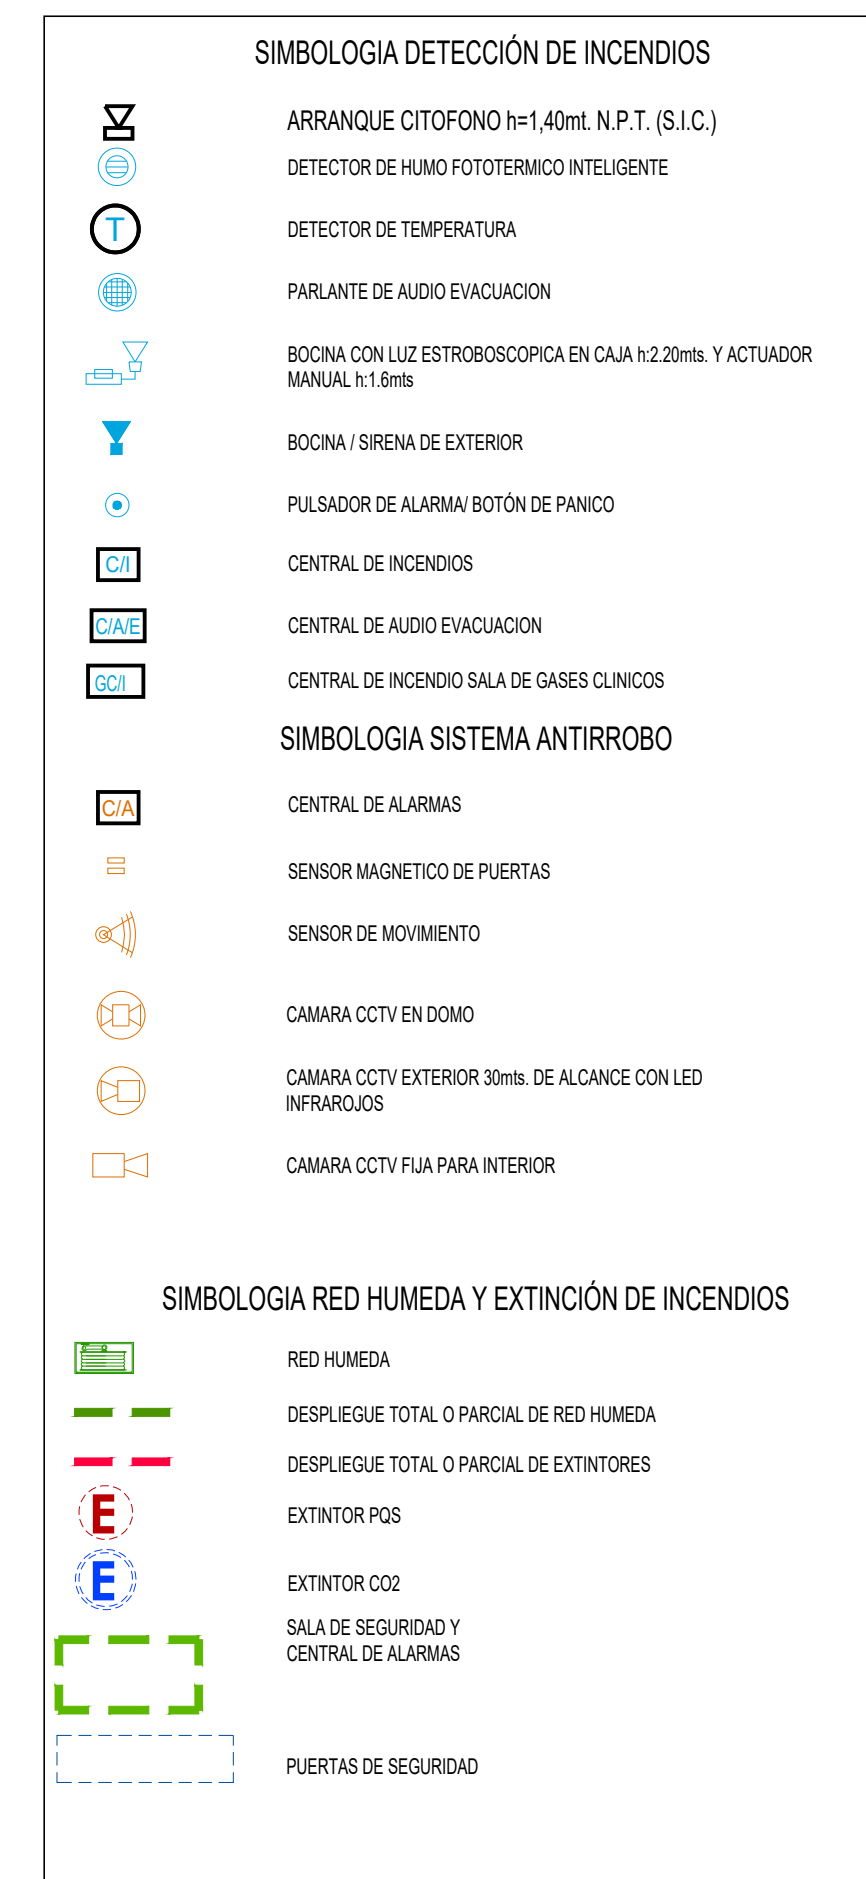 SIMBOLOGIA DETECCIÓN DE INCENDIOS
ARRANQUE CITOFONO h=1,40mt. N.P.T. (S.I.C.)
DETECTOR DE HUMO FOTOTERMICO INTELIGENTE
T DETECTOR DE TEMPERATURA
PARLANTE DE AUDIO EVACUACION
BOCINA CON LUZ ESTROBOSCOPICA EN CAJA h:2.20mts. Y ACTUADOR
MANUAL h:1.6mts
BOCINA / SIRENA DE EXTERIOR
PULSADOR DE ALARMA/ BOTÓN DE PANICO
C/I CENTRAL DE INCENDIOS
C/A/E CENTRAL DE AUDIO EVACUACION
GC/I CENTRAL DE INCENDIO SALA DE GASES CLINICOS
SIMBOLOGIA SISTEMA ANTIRROBO
C/A CENTRAL DE ALARMAS
SENSOR MAGNETICO DE PUERTAS
SENSOR DE MOVIMIENTO
CAMARA CCTV EN DOMO
CAMARA CCTV EXTERIOR 30mts. DE ALCANCE CON LED
INFRAROJOS
CAMARA CCTV FIJA PARA INTERIOR
SIMBOLOGIA RED HUMEDA Y EXTINCIÓN DE INCENDIOS
RED HUMEDA
DESPLIEGUE TOTAL O PARCIAL DE RED HUMEDA
DESPLIEGUE TOTAL O PARCIAL DE EXTINTORES
E EXTINTOR PQS
E EXTINTOR CO2
SALA DE SEGURIDAD Y
CENTRAL DE ALARMAS
PUERTAS DE SEGURIDAD